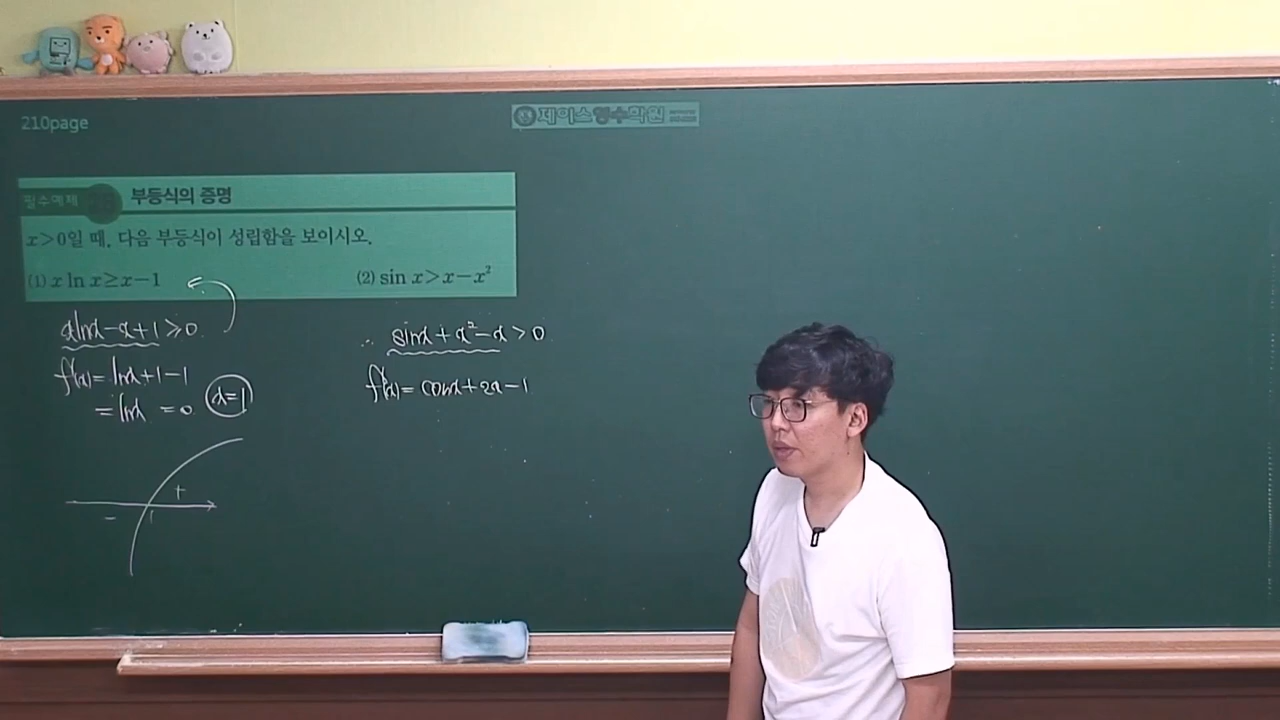 210page
제이스영수학원
필수예제
부등식의 증명
x>0일 때, 다음 부등식이 성립함을 보이시오.
(1) x ln x≥x−1
(2) sin x>x−x²
xlnx−x+1≥0
f'(x)=lnx+1−1
=lnx =0 x=1
+
−
1
∴ sinx+x²−x>0
f'(x)=cosx+2x−1